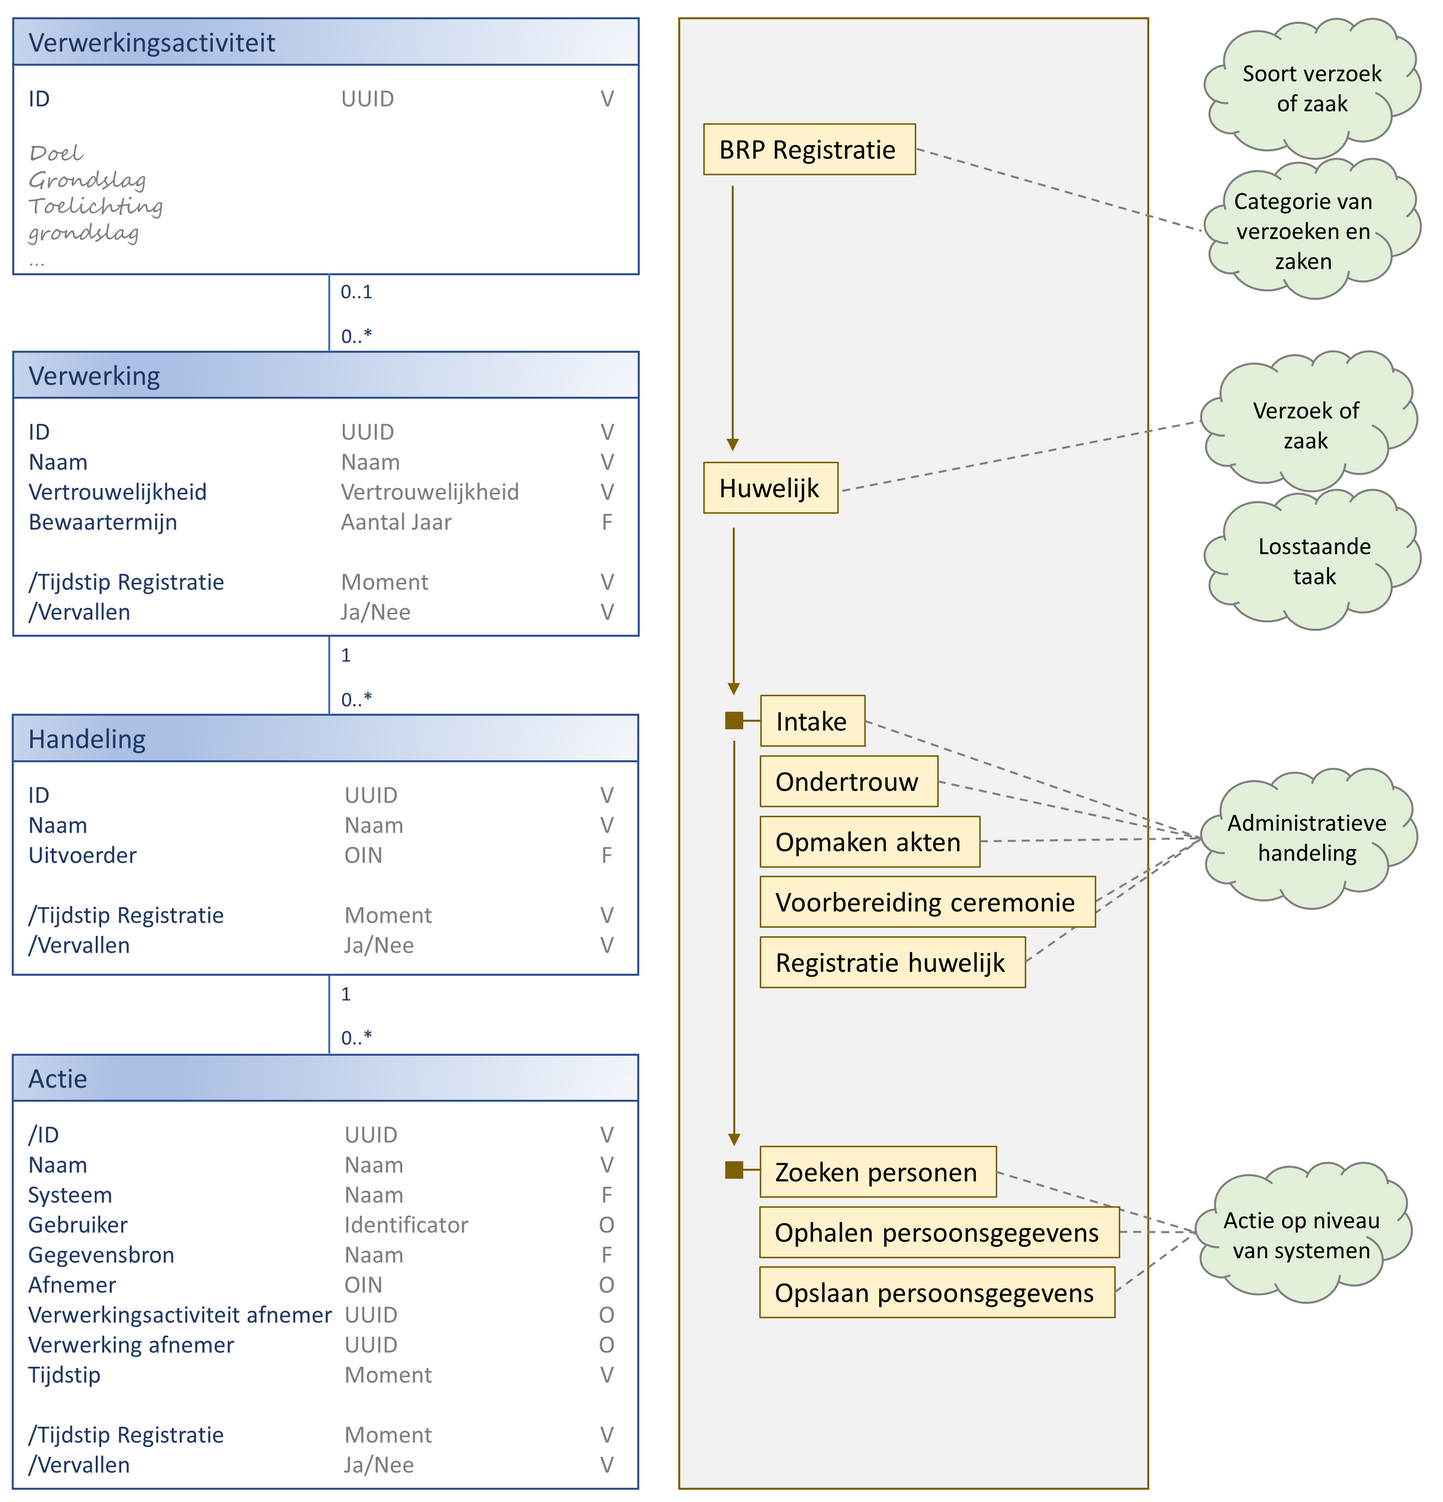 Verwerkingsactiviteit
ID UUID V
Doel
Grondslag
Toelichting
grondslag
...
0..1
0..*
Verwerking
ID UUID V
Naam Naam V
Vertrouwelijkheid Vertrouwelijkheid V
Bewaartermijn Aantal Jaar F
/Tijdstip Registratie Moment V
/Vervallen Ja/Nee V
1
0..*
Handeling
ID UUID V
Naam Naam V
Uitvoerder OIN F
/Tijdstip Registratie Moment V
/Vervallen Ja/Nee V
1
0..*
Actie
/ID UUID V
Naam Naam V
Systeem Naam F
Gebruiker Identificator O
Gegevensbron Naam F
Afnemer OIN O
Verwerkingsactiviteit afnemer UUID O
Verwerking afnemer UUID O
Tijdstip Moment V
/Tijdstip Registratie Moment V
/Vervallen Ja/Nee V
BRP Registratie
Huwelijk
Intake
Ondertrouw
Opmaken akten
Voorbereiding ceremonie
Registratie huwelijk
Zoeken personen
Ophalen persoonsgegevens
Opslaan persoonsgegevens
Soort verzoek
of zaak
Categorie van
verzoeken en
zaken
Verzoek of
zaak
Losstaande
taak
Administratieve
handeling
Actie op niveau
van systemen